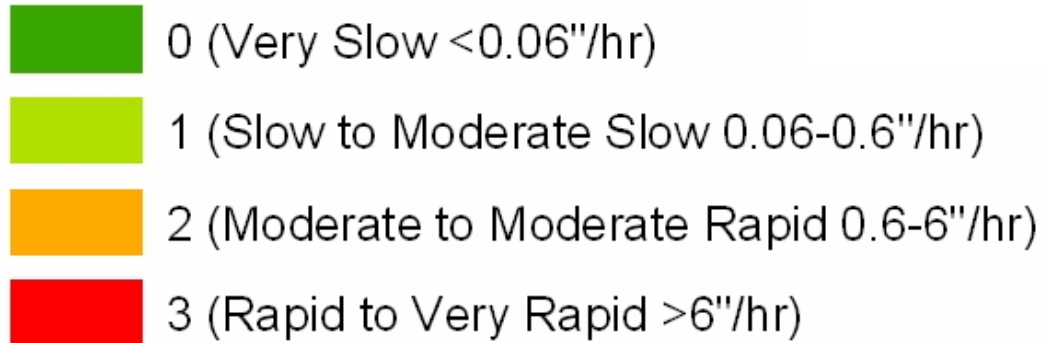 0 (Very Slow <0.06"/hr)
1 (Slow to Moderate Slow 0.06-0.6"/hr)
2 (Moderate to Moderate Rapid 0.6-6"/hr)
3 (Rapid to Very Rapid >6"/hr)